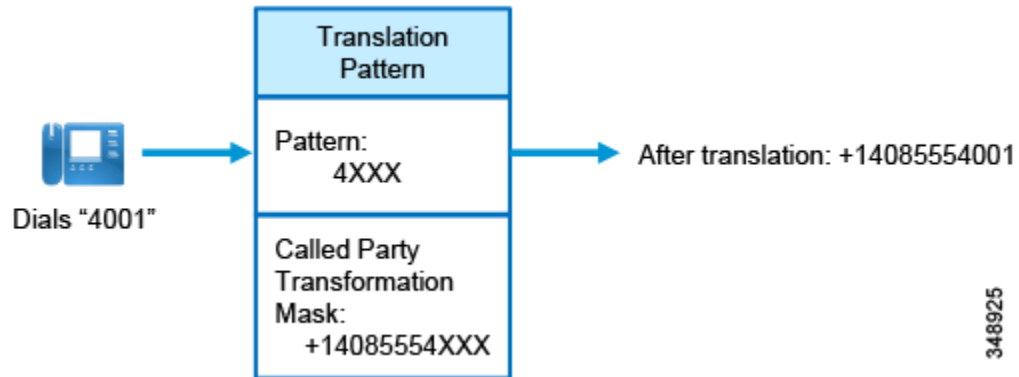 Translation
Pattern
Dials “4001”
Pattern:
4XXX
Called Party
Transformation
Mask:
+14085554XXX
After translation: +14085554001
348925